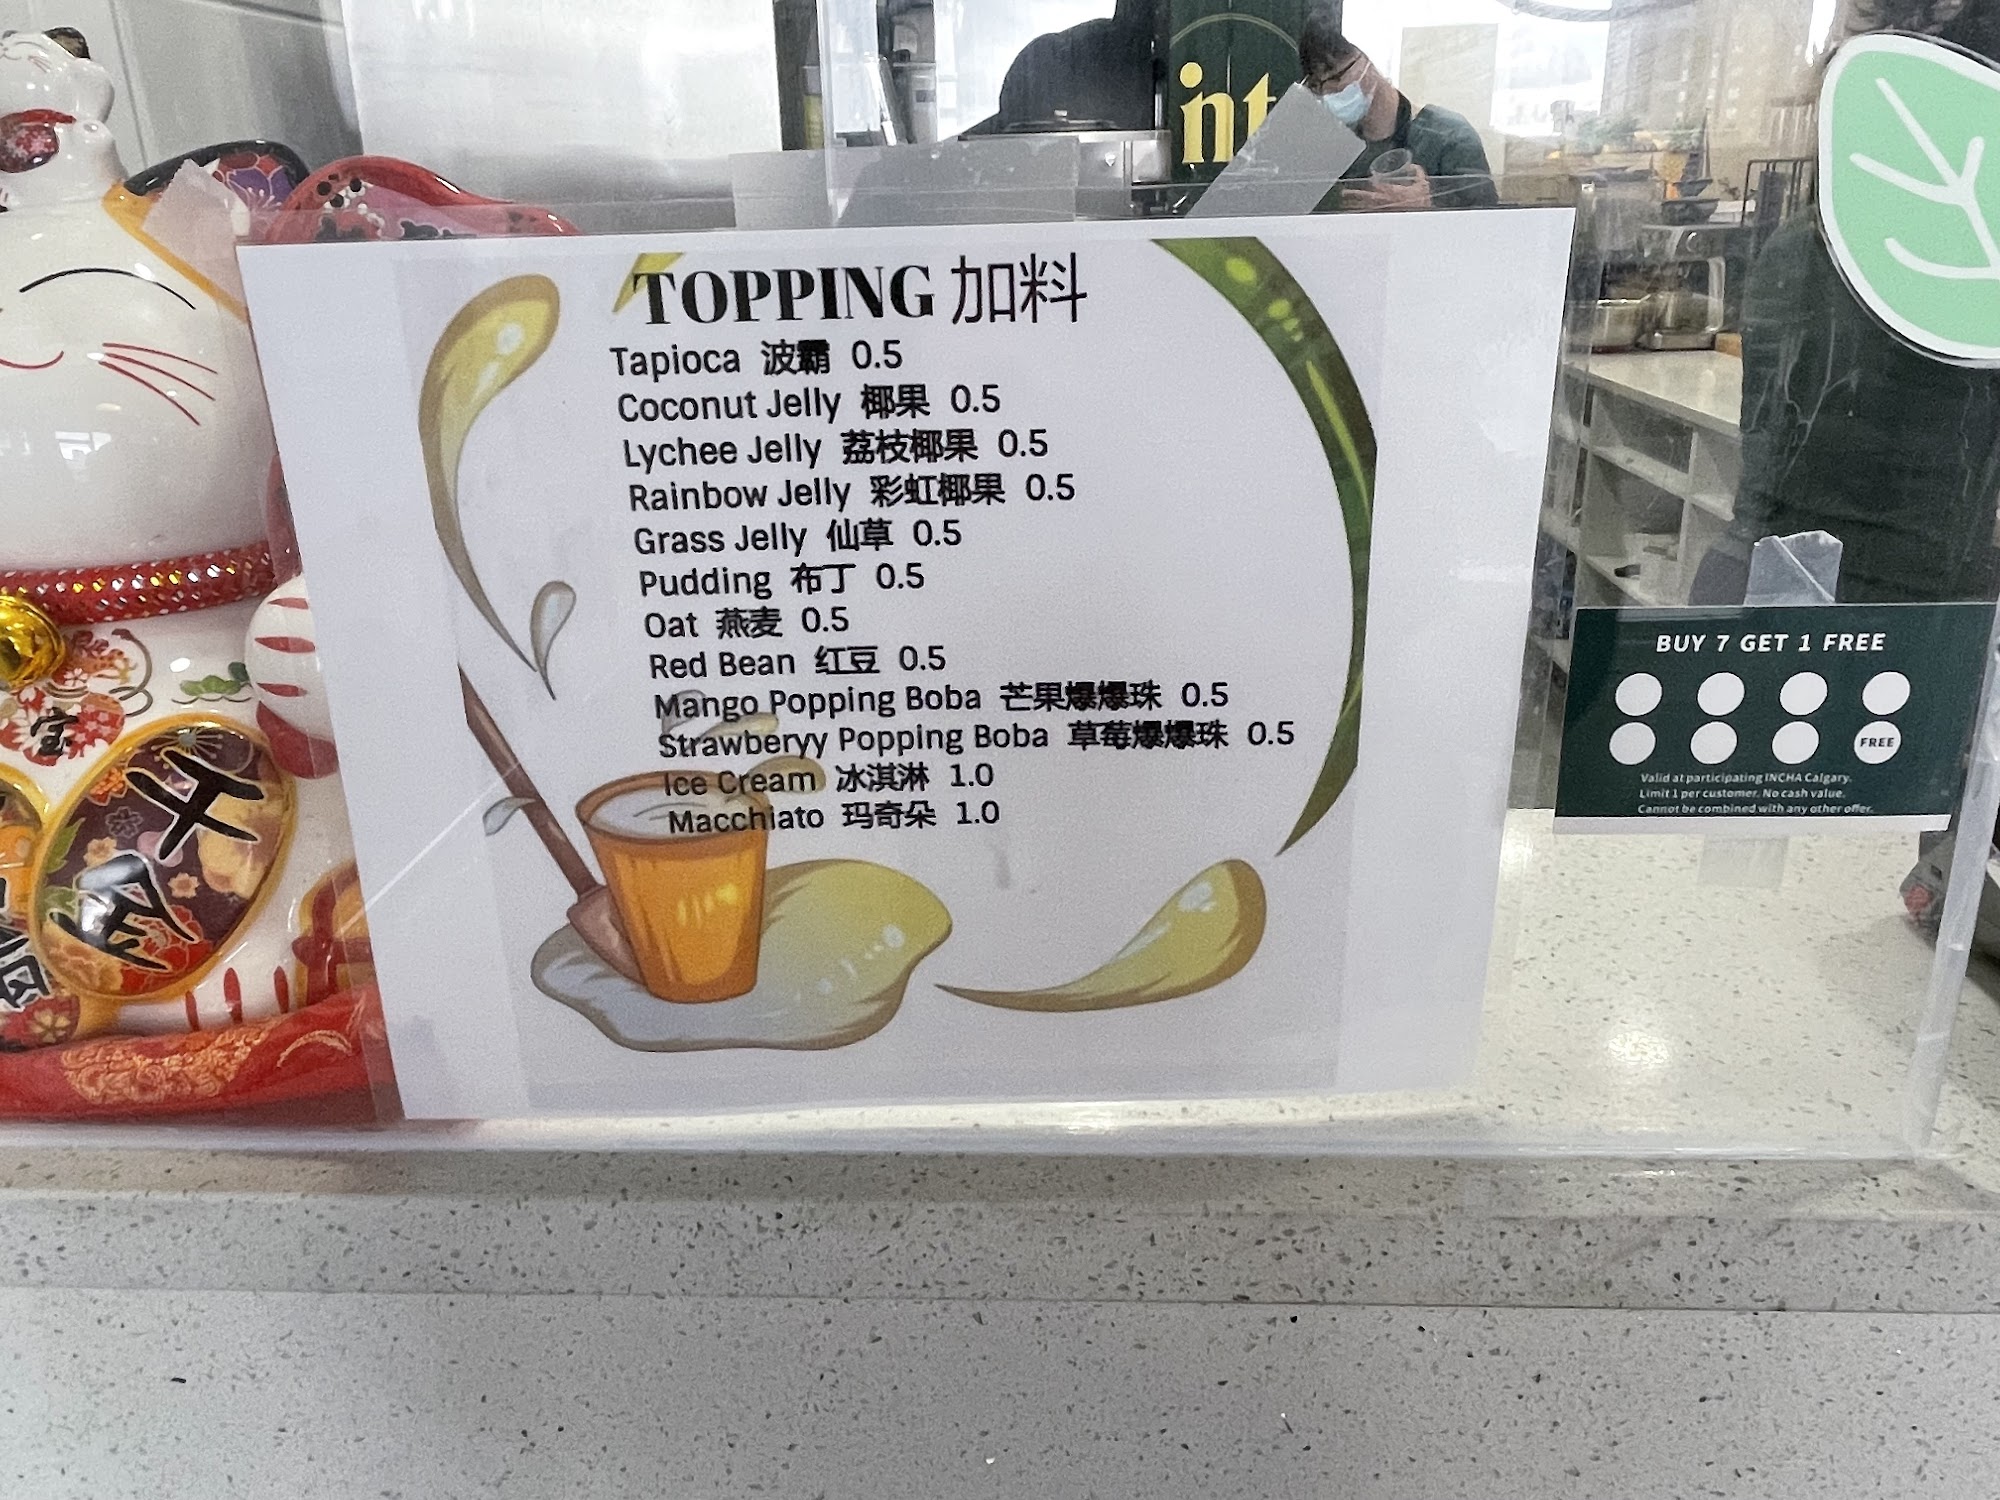 int
TOPPING 加料
Tapioca 波霸 0.5
Coconut Jelly 椰果 0.5
Lychee Jelly 荔枝椰果 0.5
Rainbow Jelly 彩虹椰果 0.5
Grass Jelly 仙草 0.5
Pudding 布丁 0.5
Oat 燕麦 0.5
Red Bean 红豆 0.5
Mango Popping Boba 芒果爆爆珠 0.5
Strawberyy Popping Boba 草莓爆爆珠 0.5
Ice Cream 冰淇淋 1.0
Macchiato 玛奇朵 1.0
BUY 7 GET 1 FREE
FREE
Valid at participating INCHA Calgary.
Limit 1 per customer. No cash value.
Cannot be combined with any other offer.
宝
千